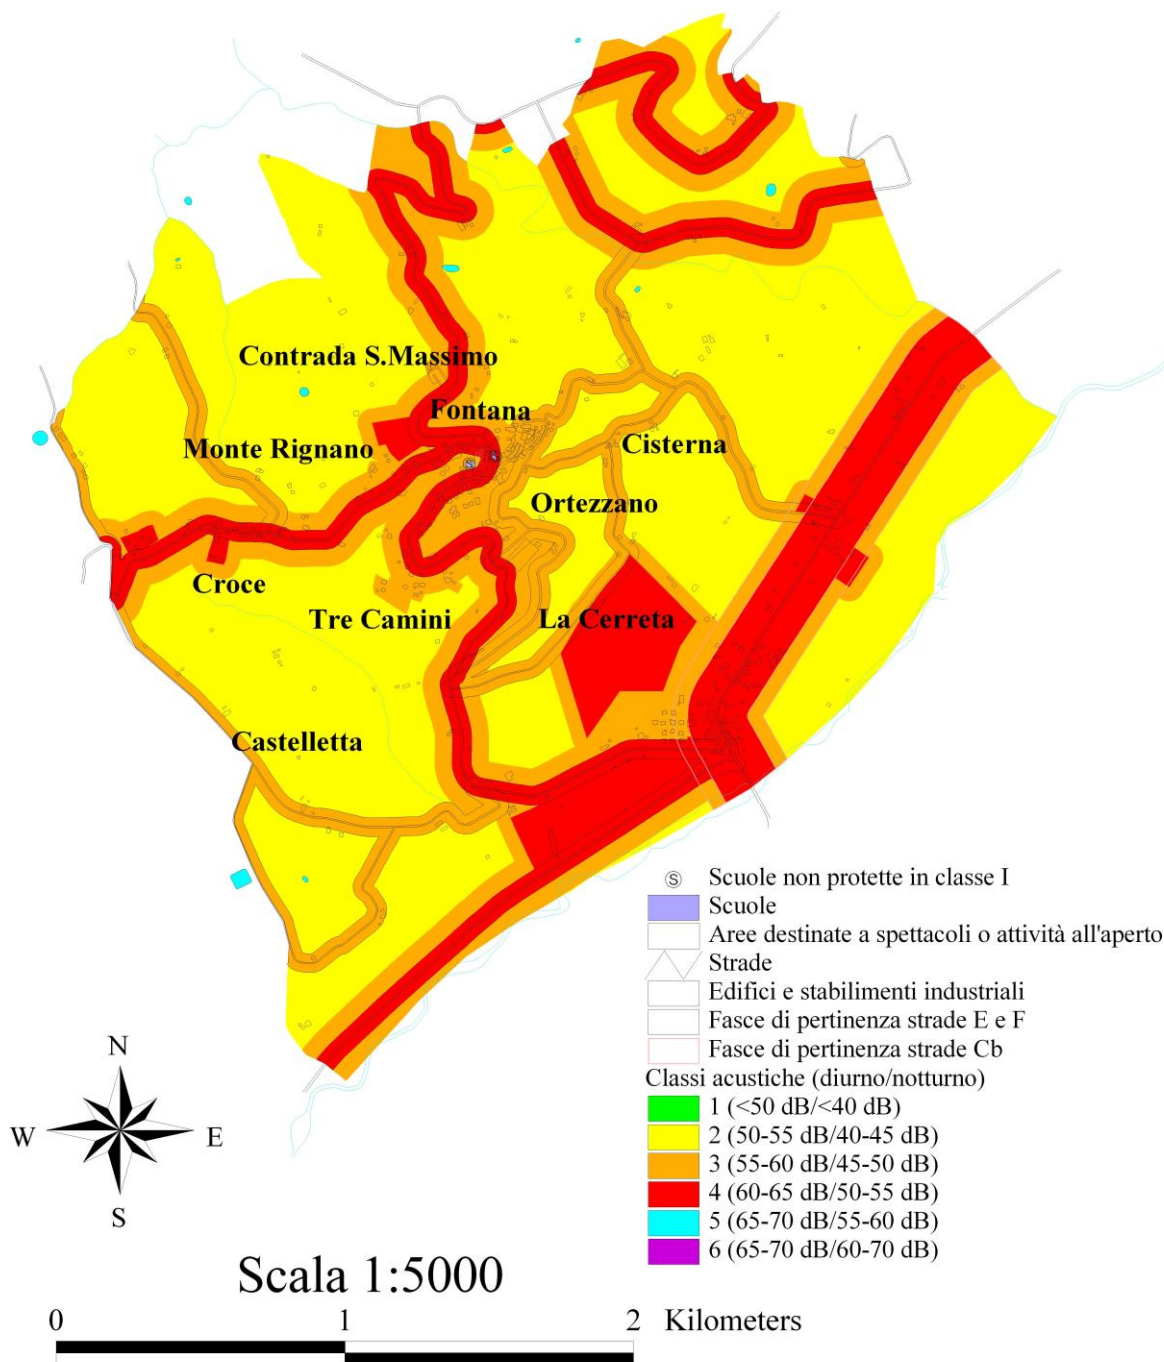 Contrada S.Massimo
Fontana
Monte Rignano
Cisterna
Ortezzano
Croce
Tre Camini
La Cerreta
Castelletta
S
S
S Scuole non protette in classe I
Scuole
Aree destinate a spettacoli o attività all'aperto
Strade
Edifici e stabilimenti industriali
Fasce di pertinenza strade E e F
Fasce di pertinenza strade Cb
Classi acustiche (diurno/notturno)
1 (<50 dB/<40 dB)
2 (50-55 dB/40-45 dB)
3 (55-60 dB/45-50 dB)
4 (60-65 dB/50-55 dB)
5 (65-70 dB/55-60 dB)
6 (65-70 dB/60-70 dB)
N
W E
S
Scala 1:5000
0 1 2 Kilometers